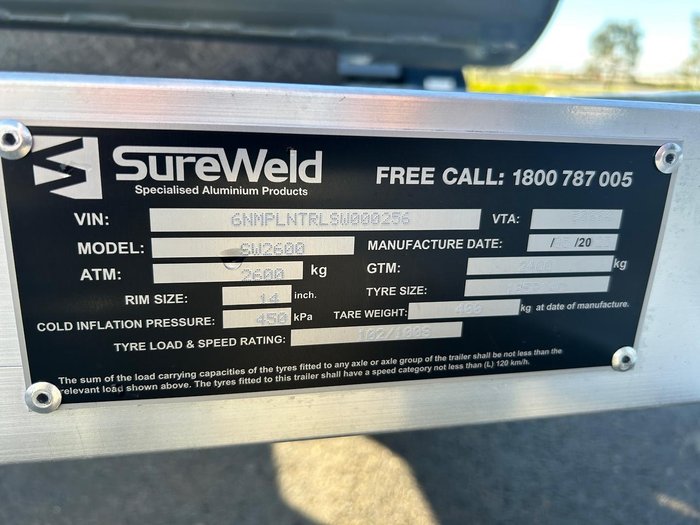 SureWeld
Specialised Aluminium Products
FREE CALL: 1800 787 005
VIN: 6NMPLNTRLSW000256 VTA:
MODEL: SW2600 MANUFACTURE DATE: / /20
ATM: 2600 kg GTM: kg
RIM SIZE: 14 inch. TYRE SIZE:
COLD INFLATION PRESSURE: 450 kPa TARE WEIGHT: kg at date of manufacture.
TYRE LOAD & SPEED RATING:
The sum of the load carrying capacities of the tyres fitted to any axle or axle group of the trailer shall be not less than the
relevant load shown above. The tyres fitted to this trailer shall have a speed category not less than (L) 120 km/h.